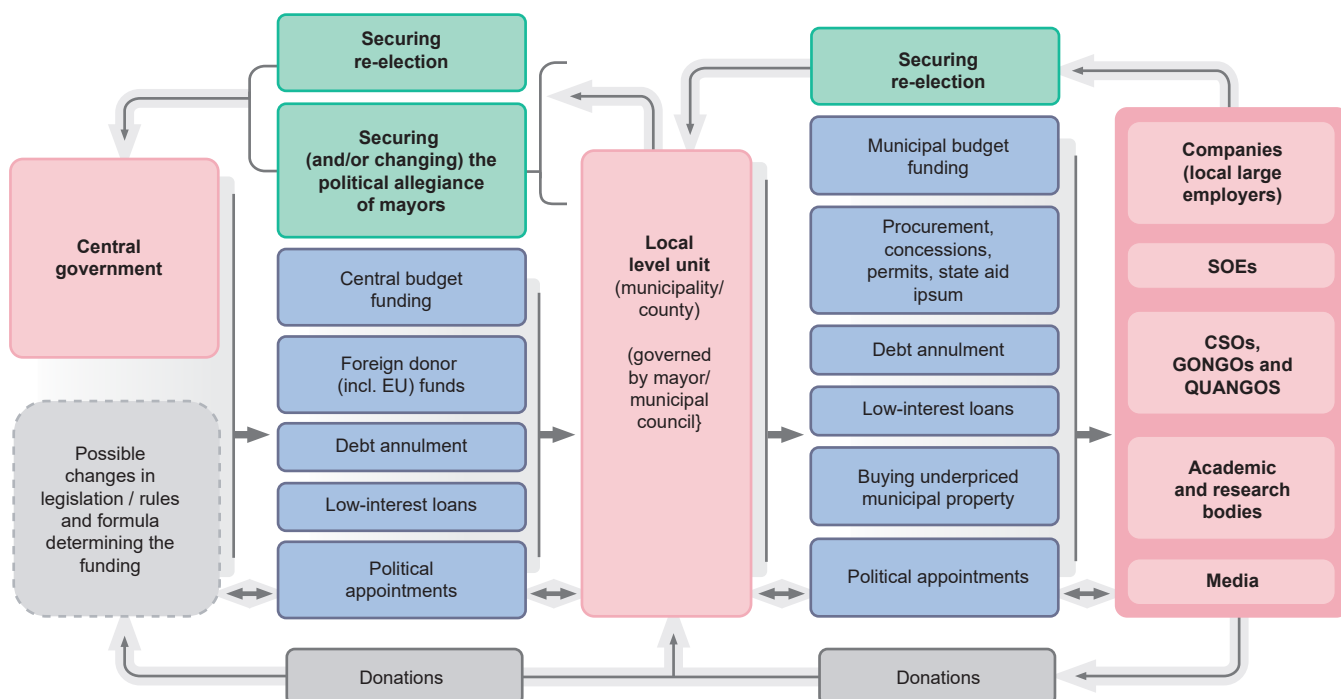 Central
government
Possible
changes in
legislation / rules
and formula
determining the
funding
Securing
re-election
Securing
(and/or changing) the
political allegiance
of mayors
Central budget
funding
Foreign donor
(incl. EU) funds
Debt annulment
Low-interest loans
Political
appointments
Donations
Local
level unit
(municipality/
county)
(governed
by mayor/
municipal
council}
Securing
re-election
Municipal budget
funding
Procurement,
concessions,
permits, state aid
ipsum
Debt annulment
Low-interest loans
Buying underpriced
municipal property
Political appointments
Donations
Companies
(local large
employers)
SOEs
CSOs,
GONGOs and
QUANGOS
Academic
and research
bodies
Media